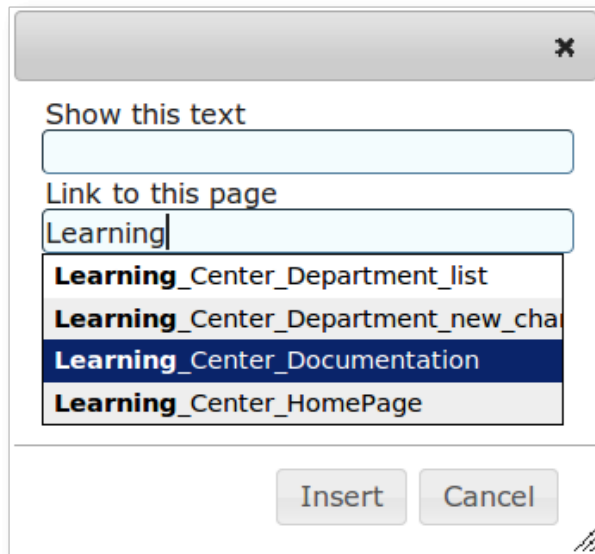 Show this text
Link to this page
Learning
Learning_Center_Department_list
Learning_Center_Department_new_cha
Learning_Center_Documentation
Learning_Center_HomePage
Insert Cancel